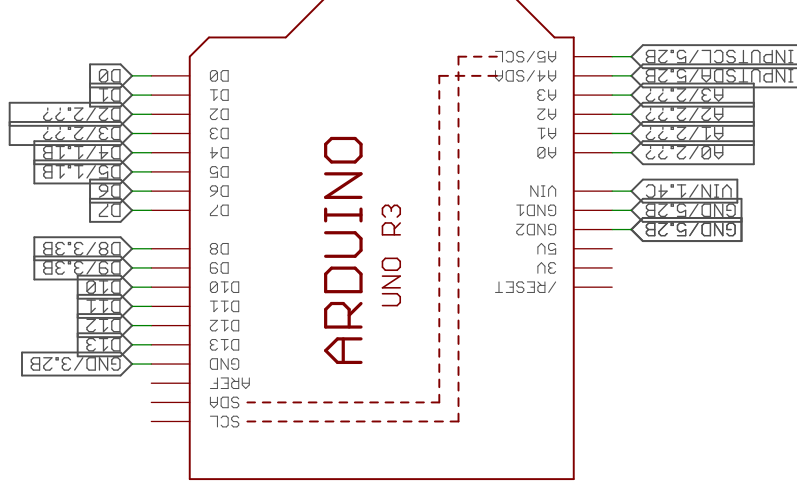 D0
D1
D2/2.??
D3/2.??
D4/1.1B
D5/1.1B
D6
D7
D8/3.3B
D9/3.3B
D10
D11
D12
D13
GND/3.2B
D0
D1
D2
D3
D4
D5
D6
D7
D8
D9
D10
D11
D12
D13
GND
AREF
SDA
SCL
ARDUINO
UNO R3
A5/SCL
A4/SDA
A3
A2
A1
A0
VIN
GND1
GND2
5V
3V
/RESET
INPUTSCL/5.2B
INPUTSDA/5.2B
A3/2.??
A2/2.??
A1/2.??
A0/2.??
VIN/1.4C
GND/5.2B
GND/5.2B